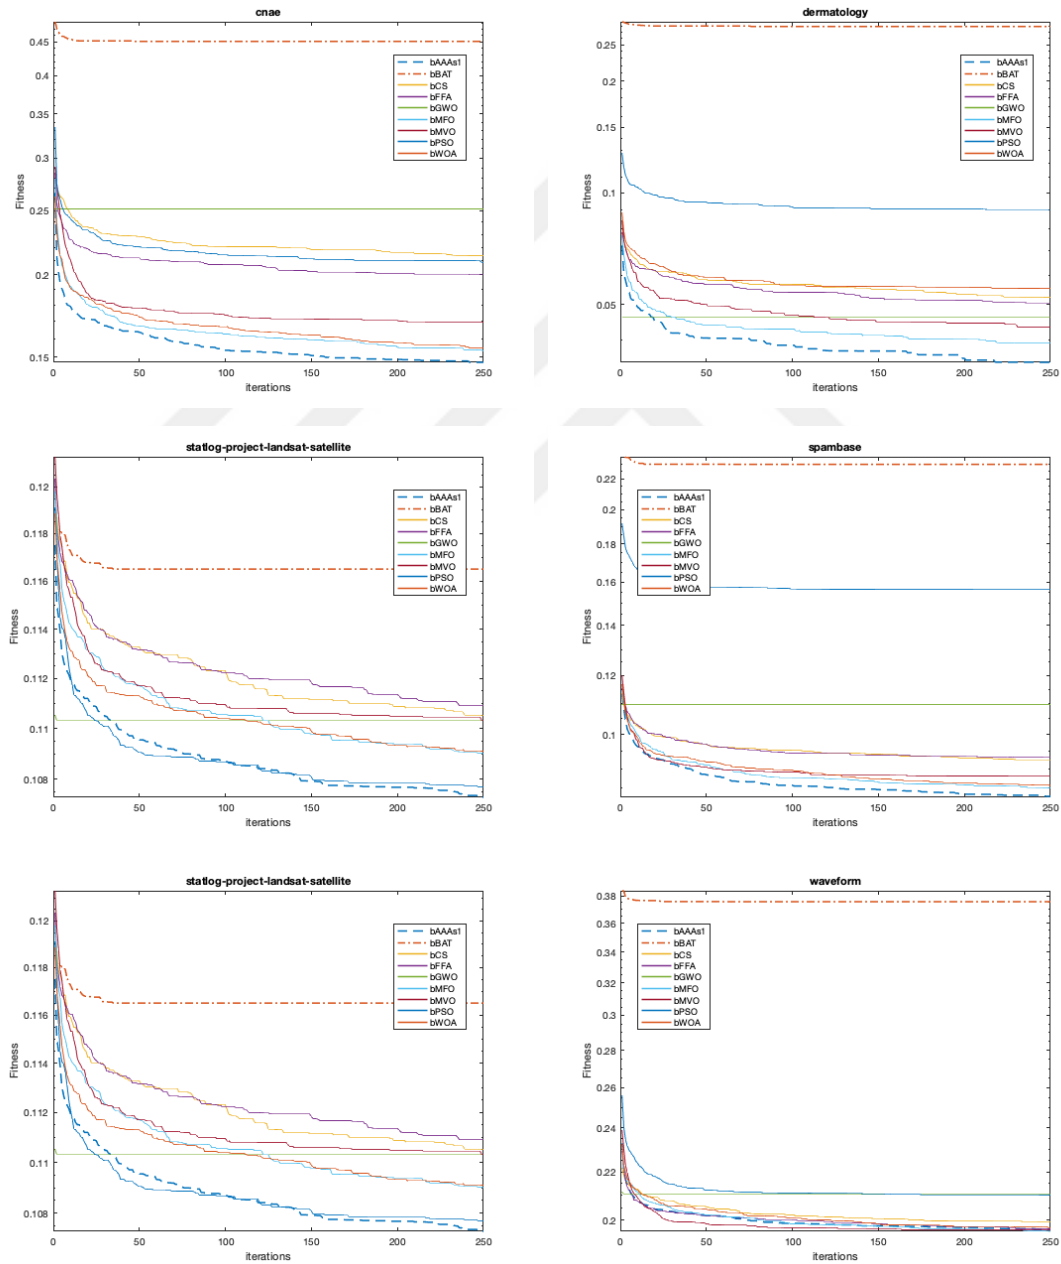 cnae
0.45
0.4
0.35
0.3
0.25
0.2
0.15
Fitness
0 50 100 150 200 250
iterations
bAAAs1
bBAT
bCS
bFFA
bGWO
bMFO
bMVO
bPSO
bWOA
dermatology
0.25
0.2
0.15
0.1
0.05
Fitness
0 50 100 150 200 250
iterations
bAAAs1
bBAT
bCS
bFFA
bGWO
bMFO
bMVO
bPSO
bWOA
statlog-project-landsat-satellite
0.12
0.118
0.116
0.114
0.112
0.11
0.108
Fitness
0 50 100 150 200 250
iterations
bAAAs1
bBAT
bCS
bFFA
bGWO
bMFO
bMVO
bPSO
bWOA
spambase
0.22
0.2
0.18
0.16
0.14
0.12
0.1
Fitness
0 50 100 150 200 250
iterations
bAAAs1
bBAT
bCS
bFFA
bGWO
bMFO
bMVO
bPSO
bWOA
statlog-project-landsat-satellite
0.12
0.118
0.116
0.114
0.112
0.11
0.108
Fitness
0 50 100 150 200 250
iterations
bAAAs1
bBAT
bCS
bFFA
bGWO
bMFO
bMVO
bPSO
bWOA
waveform
0.38
0.36
0.34
0.32
0.3
0.28
0.26
0.24
0.22
0.2
Fitness
0 50 100 150 200 250
iterations
bAAAs1
bBAT
bCS
bFFA
bGWO
bMFO
bMVO
bPSO
bWOA